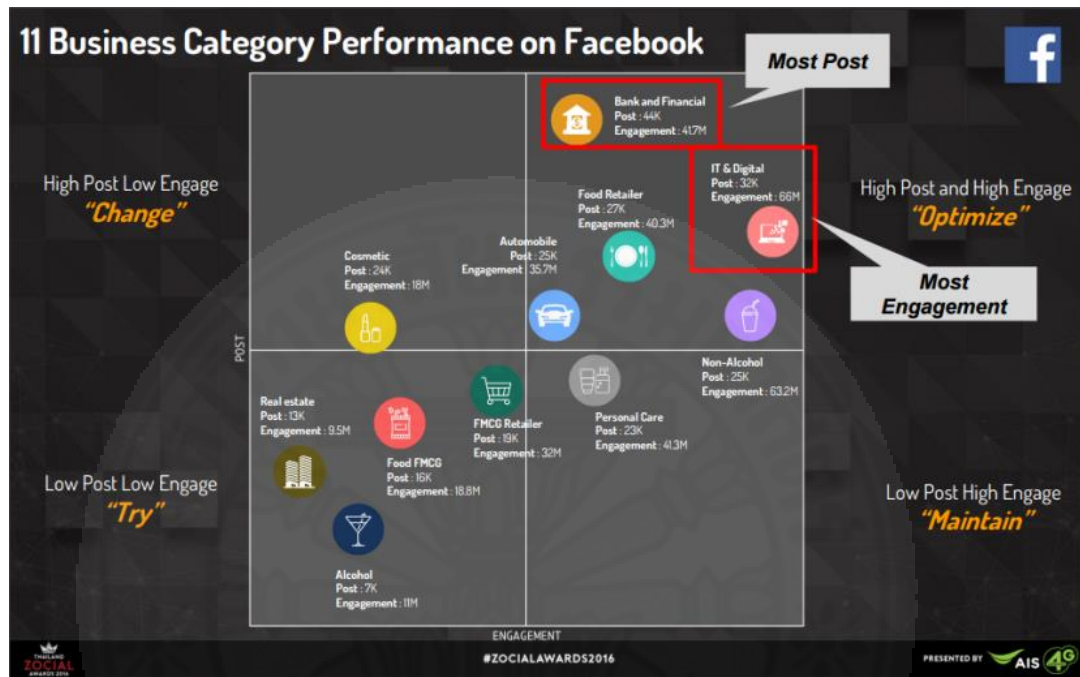 11 Business Category Performance on Facebook
Most Post
f
Bank and Financial
Post : 44K
Engagement : 41.7M
IT & Digital
Post : 32K
Engagement : 66M
High Post Low Engage
“Change”
High Post and High Engage
“Optimize”
Food Retailer
Post : 27K
Engagement : 40.3M
Automobile
Post : 25K
Engagement : 35.7M
Cosmetic
Post : 24K
Engagement : 18M
Most
Engagement
POST
Non-Alcohol
Post : 25K
Engagement : 63.2M
Real estate
Post : 13K
Engagement : 9.5M
FMCG Retailer
Post : 19K
Engagement : 32M
Personal Care
Post : 23K
Engagement : 41.3M
Food FMCG
Post : 16K
Engagement : 18.8M
Low Post Low Engage
“Try”
Low Post High Engage
“Maintain”
Alcohol
Post : 7K
Engagement : 11M
ENGAGEMENT
THAILAND
ZOCIAL
AWARDS 2016
#ZOCIALAWARDS2016
PRESENTED BY AIS 4G